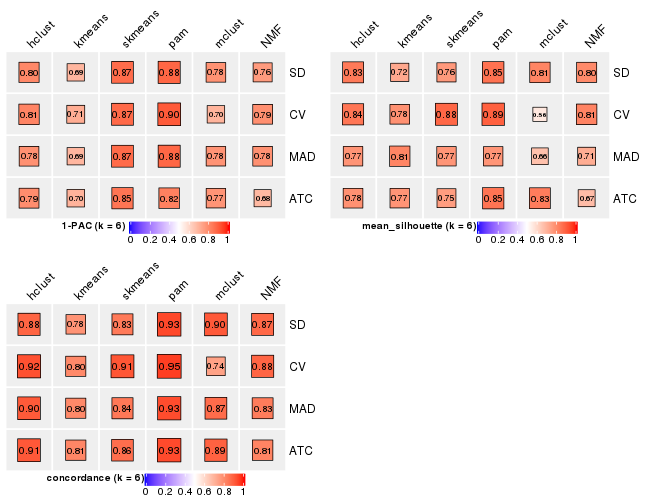 hclust kmeans skmeans pam mclust NMF
0.80 0.69 0.87 0.88 0.78 0.76 SD
0.81 0.71 0.87 0.90 0.70 0.79 CV
0.78 0.69 0.87 0.88 0.78 0.78 MAD
0.79 0.70 0.85 0.82 0.77 0.68 ATC
1-PAC (k = 6)
0 0.2 0.4 0.6 0.8 1
hclust kmeans skmeans pam mclust NMF
0.83 0.72 0.76 0.85 0.81 0.80 SD
0.84 0.78 0.88 0.89 0.56 0.81 CV
0.77 0.81 0.77 0.77 0.66 0.71 MAD
0.78 0.77 0.75 0.85 0.83 0.67 ATC
mean_silhouette (k = 6)
0 0.2 0.4 0.6 0.8 1
hclust kmeans skmeans pam mclust NMF
0.88 0.78 0.83 0.93 0.90 0.87 SD
0.92 0.80 0.91 0.95 0.74 0.88 CV
0.90 0.80 0.84 0.93 0.87 0.83 MAD
0.91 0.81 0.86 0.93 0.89 0.81 ATC
concordance (k = 6)
0 0.2 0.4 0.6 0.8 1